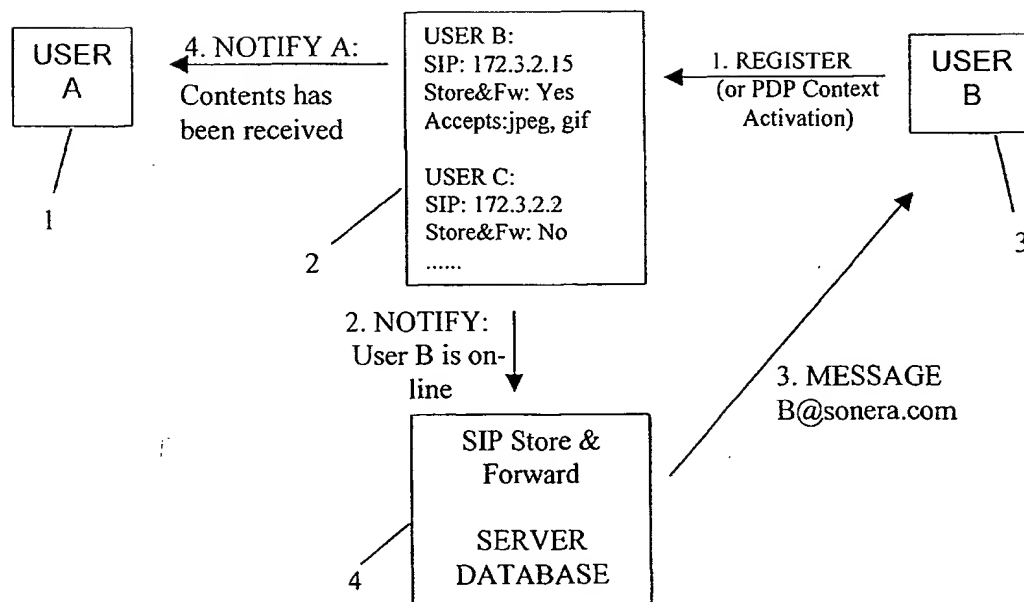 USER
A
1
4. NOTIFY A:
Contents has
been received
USER B:
SIP: 172.3.2.15
Store&Fw: Yes
Accepts:jpeg, gif
USER C:
SIP: 172.3.2.2
Store&Fw: No
......
2
1. REGISTER
(or PDP Context
Activation)
USER
B
3
2. NOTIFY:
User B is on-
line
3. MESSAGE
B@sonera.com
SIP Store &
Forward
SERVER
DATABASE
4